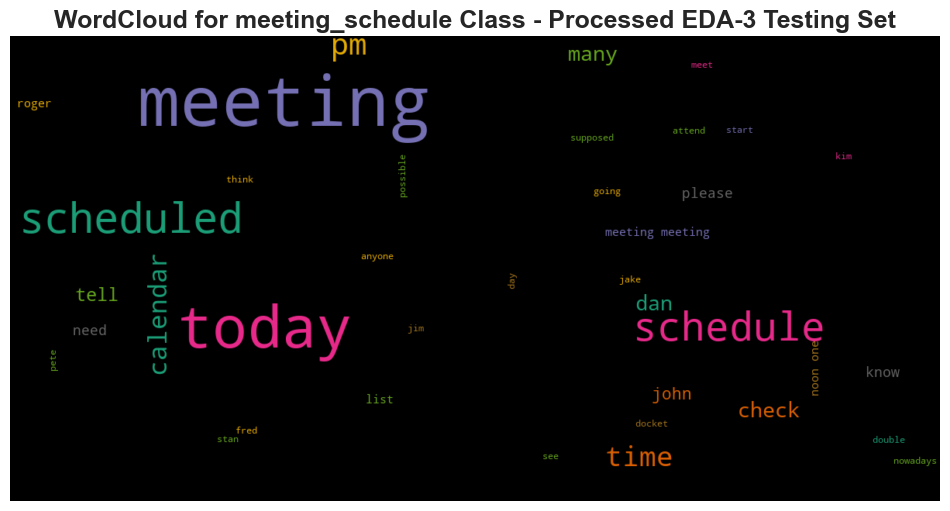 WordCloud for meeting_schedule Class - Processed EDA-3 Testing Set
pm
many
meet
meeting
roger
supposed
attend
start
possible
kim
think
going
please
scheduled
meeting meeting
anyone
calendar
day
jake
tell
dan
today
schedule
need
jim
noon one
pete
know
list
john
check
docket
fred
stan
double
time
see
nowadays